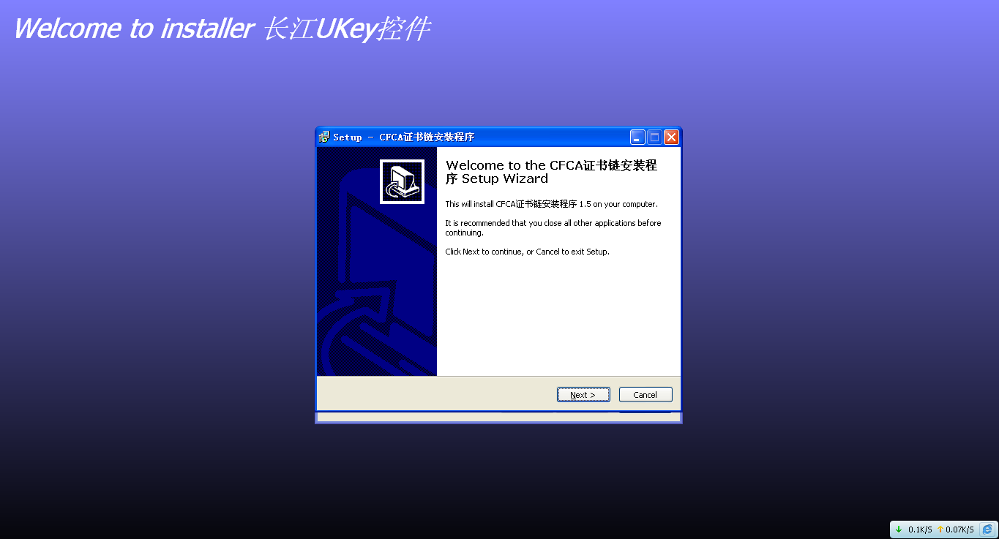 Welcome to installer 长江UKey控件
Setup - CFCA证书链安装程序
Welcome to the CFCA证书链安装程
序 Setup Wizard
This will install CFCA证书链安装程序 1.5 on your computer.
It is recommended that you close all other applications before
continuing.
Click Next to continue, or Cancel to exit Setup.
Next >
Cancel
0.1K/S
0.07K/S